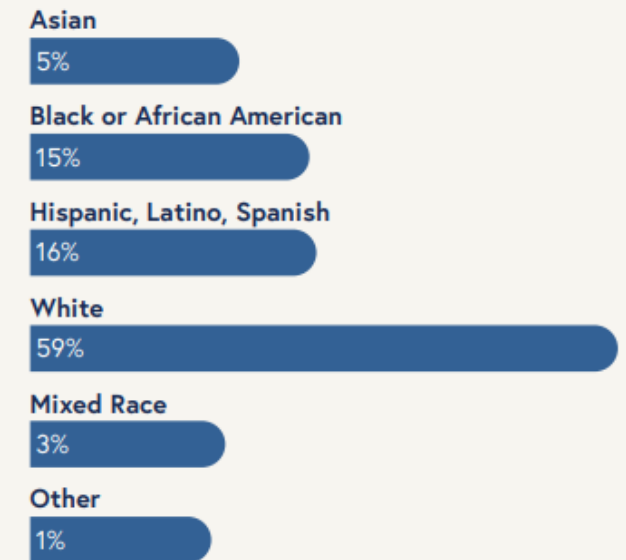 Asian
5%
Black or African American
15%
Hispanic, Latino, Spanish
16%
White
59%
Mixed Race
3%
Other
1%